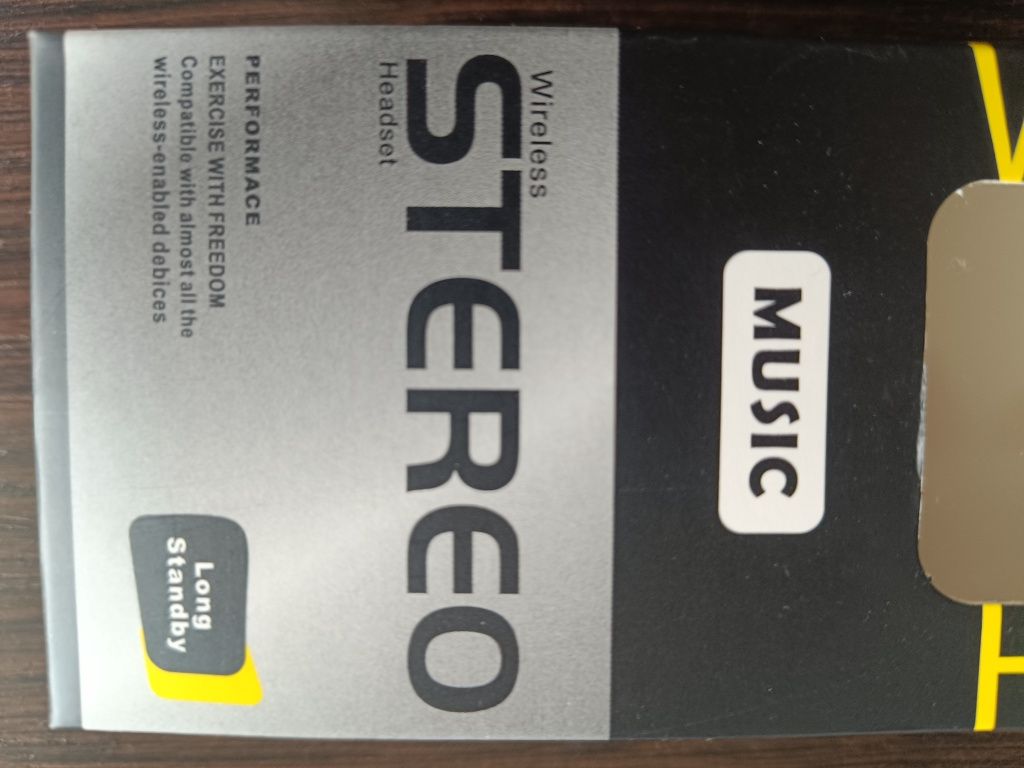 MUSIC
Wireless
STEREO
Headset
PERFORMACE
EXERCISE WITH FREEDOM
Compatible with almost all the
wireless-enabled debices
Long
Standby